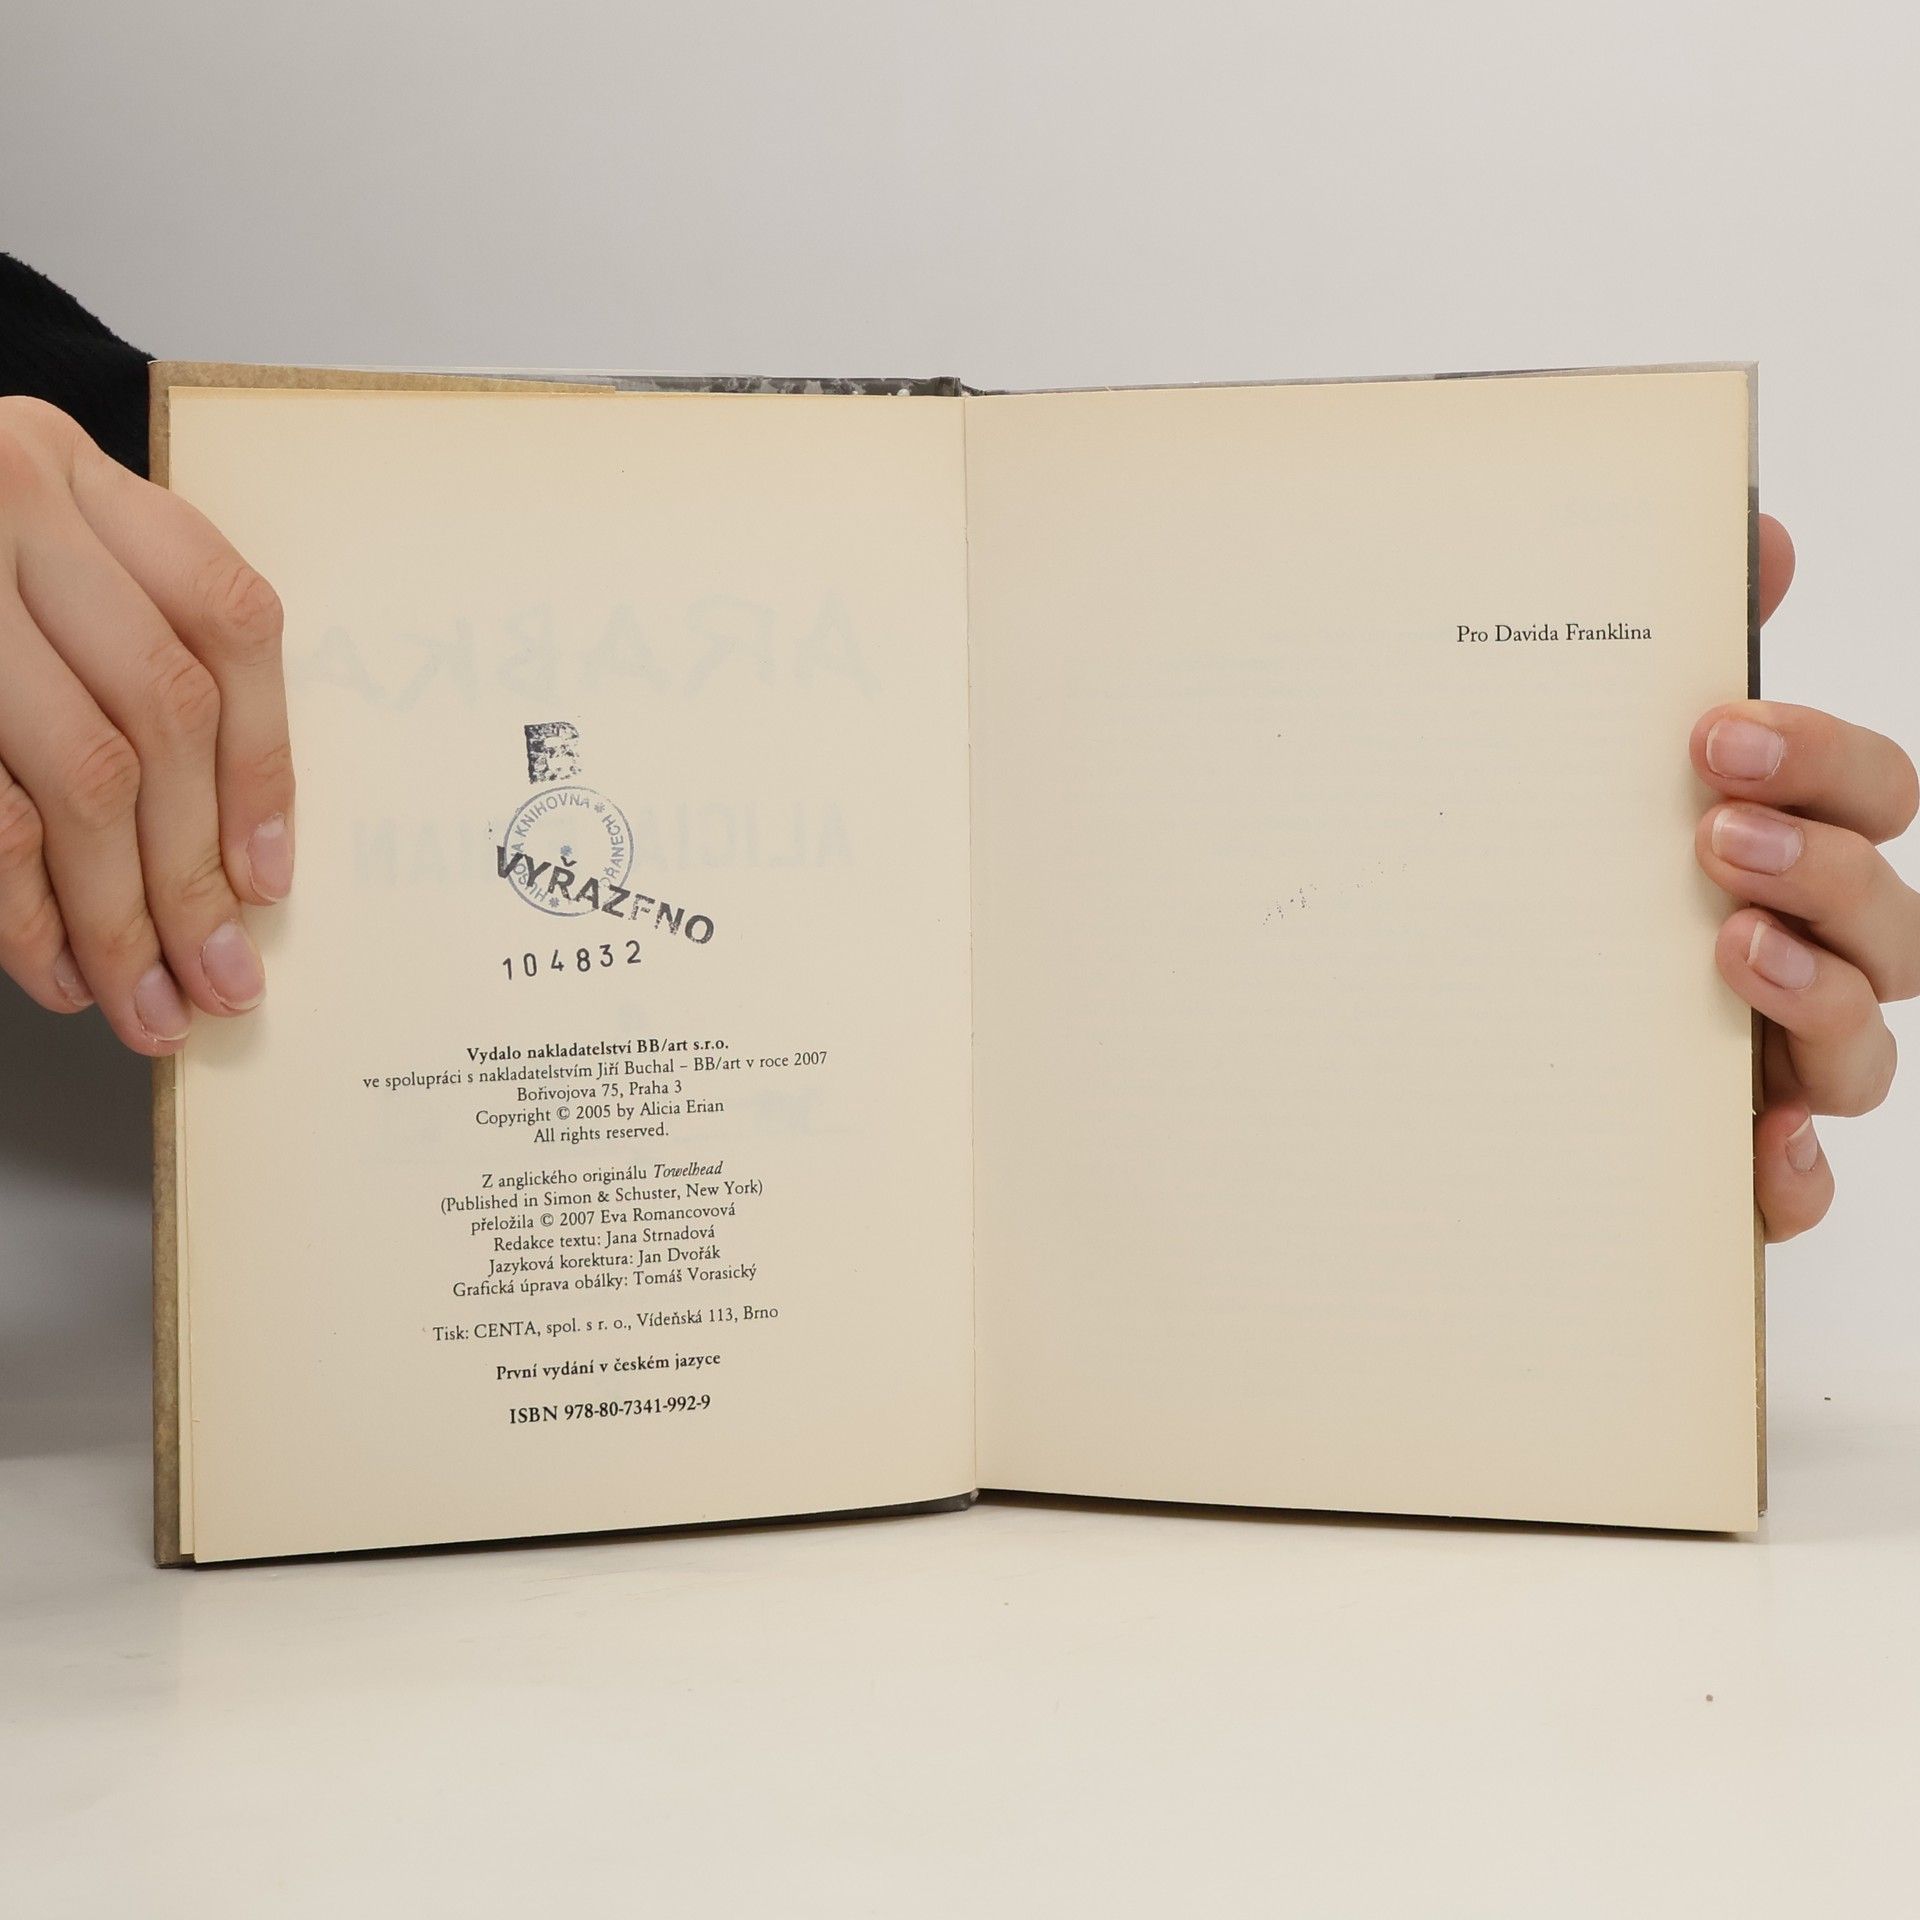 HUSOVA KNIHOVNA * * ŘÍČANECH
VYŘAZENO
104832
Vydalo nakladatelství BB/art s.r.o.
ve spolupráci s nakladatelstvím Jiří Buchal – BB/art v roce 2007
Bořivojova 75, Praha 3
Copyright © 2005 by Alicia Erian
All rights reserved.
Z anglického originálu Towelhead
(Published in Simon & Schuster, New York)
přeložila © 2007 Eva Romancovová
Redakce textu: Jana Strnadová
Jazyková korektura: Jan Dvořák
Grafická úprava obálky: Tomáš Vorasický
Tisk: CENTA, spol. s r. o., Vídeňská 113, Brno
První vydání v českém jazyce
ISBN 978-80-7341-992-9
Pro Davida Franklina